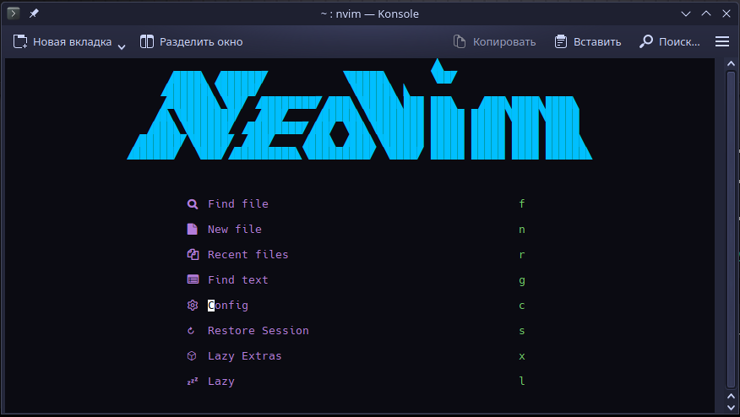 ~ : nvim — Konsole
Новая вкладка Разделить окно Копировать Вставить Поиск...
NEOVIM
Find file f
New file n
Recent files r
Find text g
Config c
Restore Session s
Lazy Extras x
Lazy l